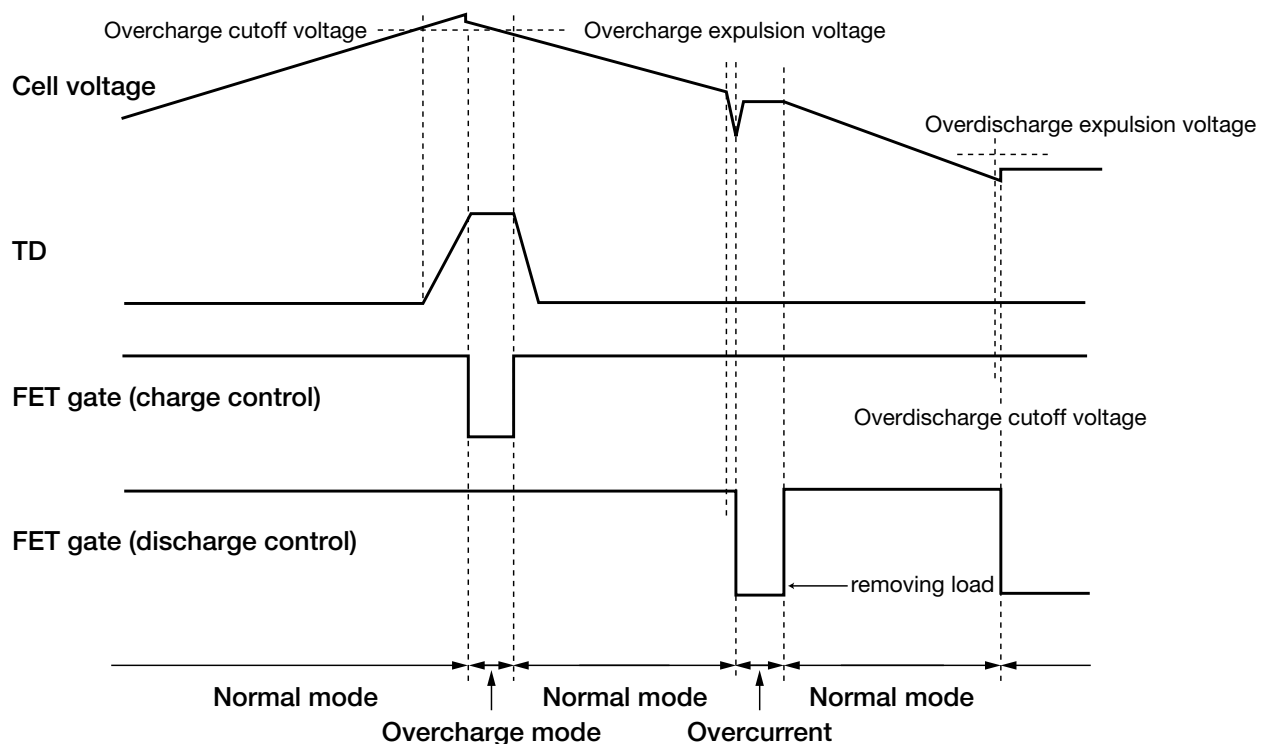 Overcharge cutoff voltage
Overcharge expulsion voltage
Cell voltage
Overdischarge expulsion voltage
TD
FET gate (charge control)
Overdischarge cutoff voltage
FET gate (discharge control)
removing load
Normal mode
Normal mode
Normal mode
Overcharge mode
Overcurrent